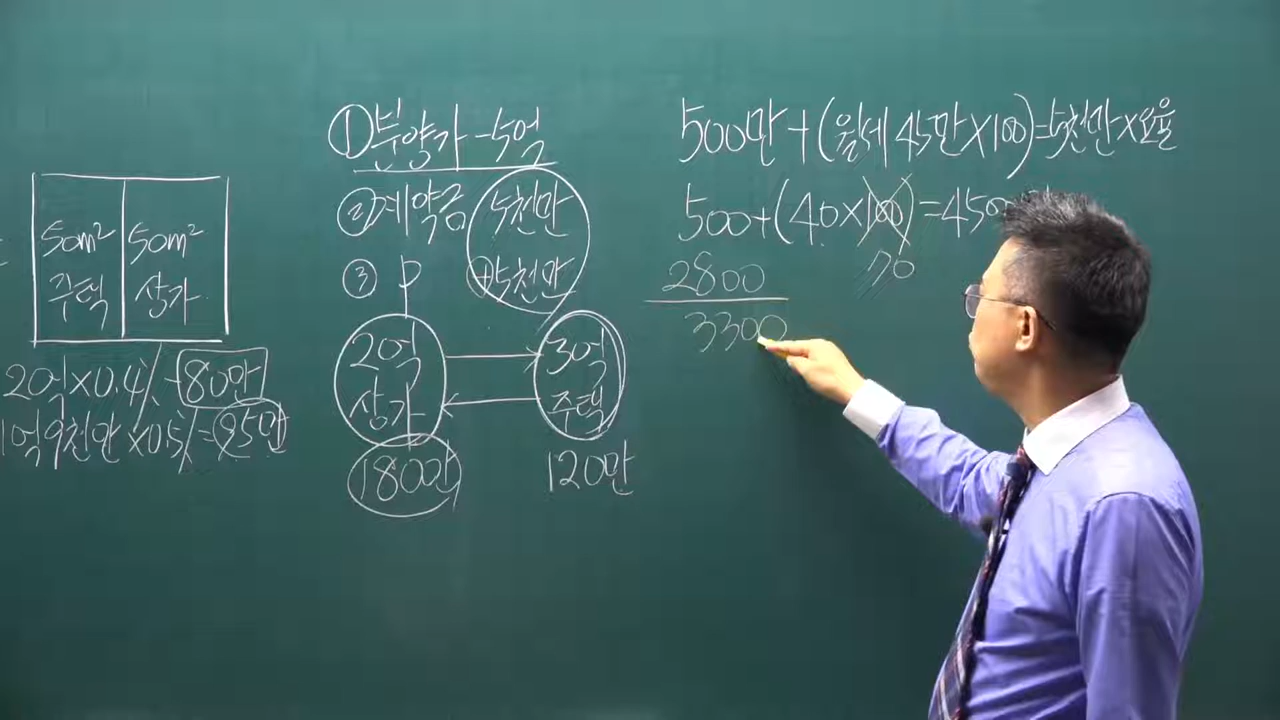 50m² 50m²
주택 상가
2억×0.4% =80만
1억9천만×0.5%=95만
①분양가-5억
②계약금 5천만
③ P +5천만
2억 3억
상가 주택
180만 120만
500만+(월세45만×100)=5천만×요율
500+(40×100)=450
2800 70
3300